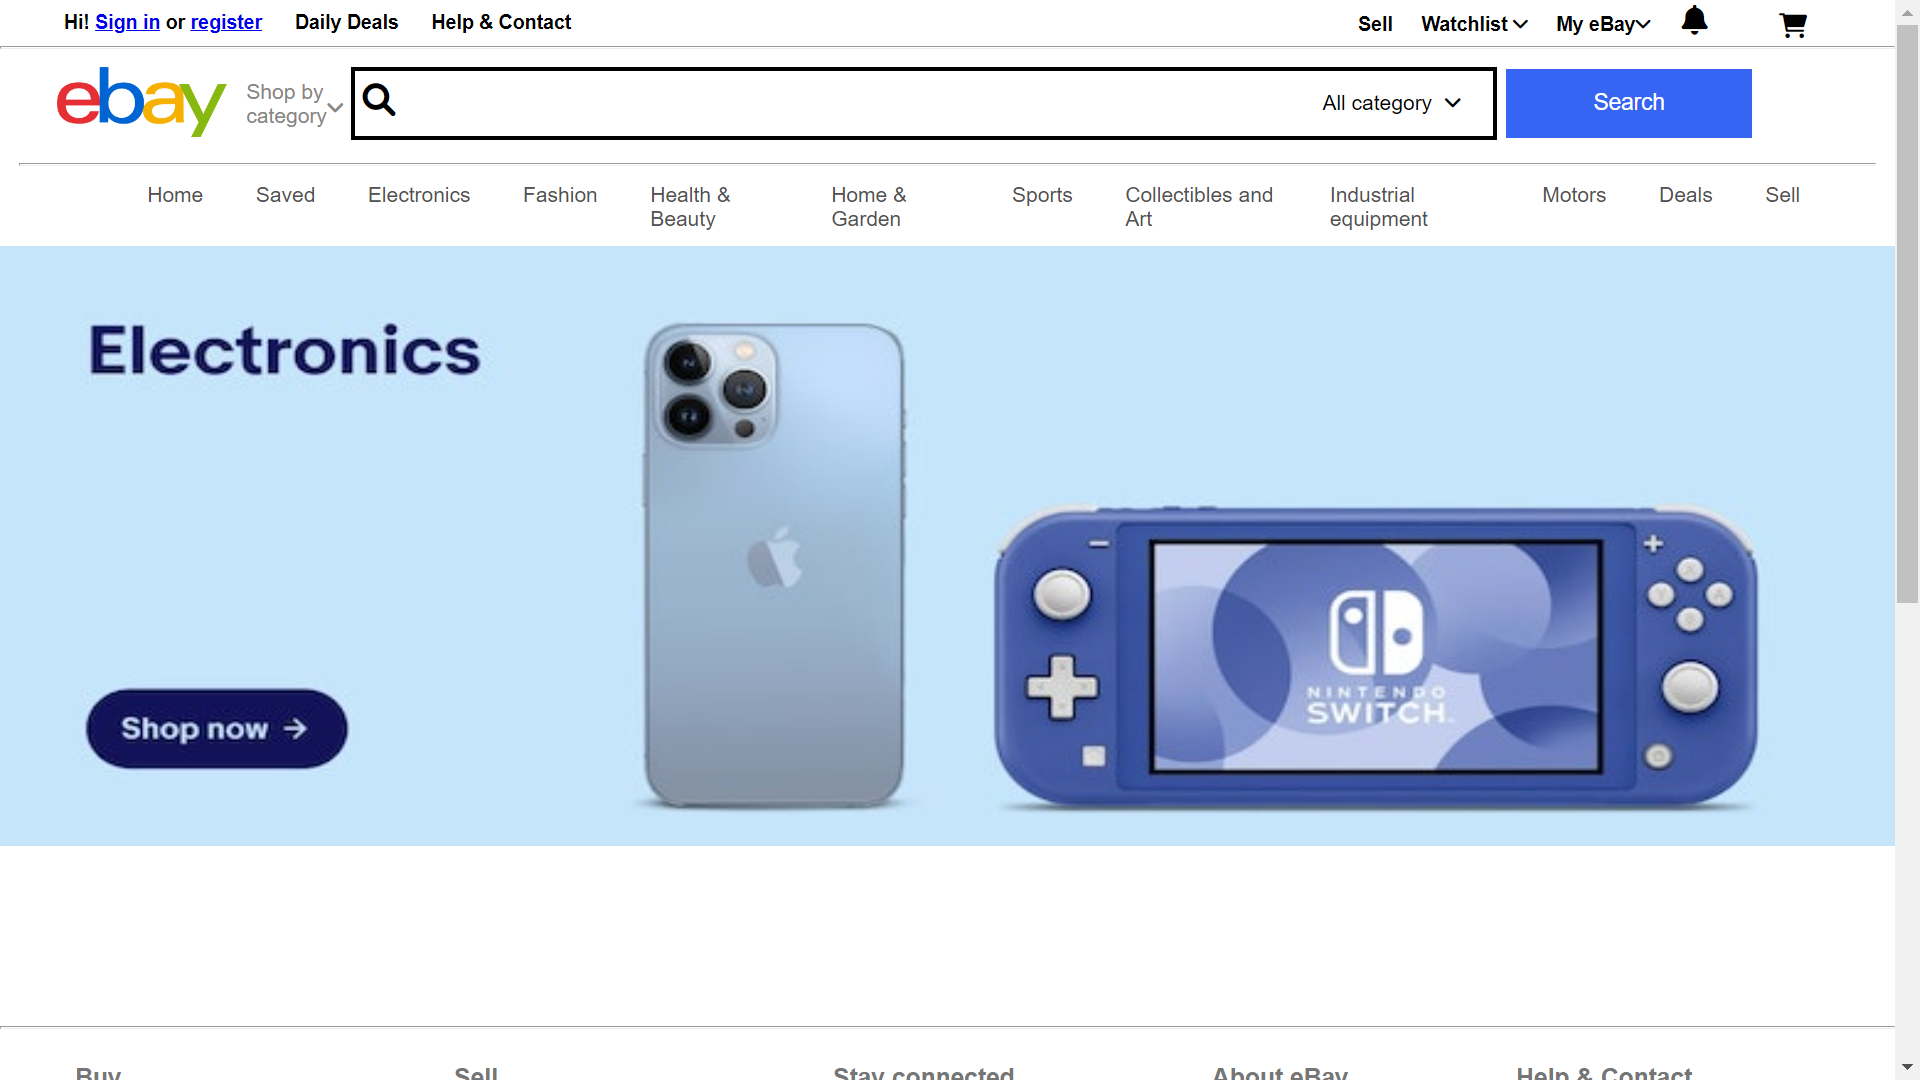 Hi! Sign in or register Daily Deals Help & Contact Sell Watchlist My eBay
ebay
Shop by
category
All category
Search
Home Saved Electronics Fashion Health & Beauty Home & Garden Sports Collectibles and Art Industrial equipment Motors Deals Sell
Electronics
NINTENDO
SWITCH
Shop now →
Buy Sell Stay connected About eBay Help & Contact